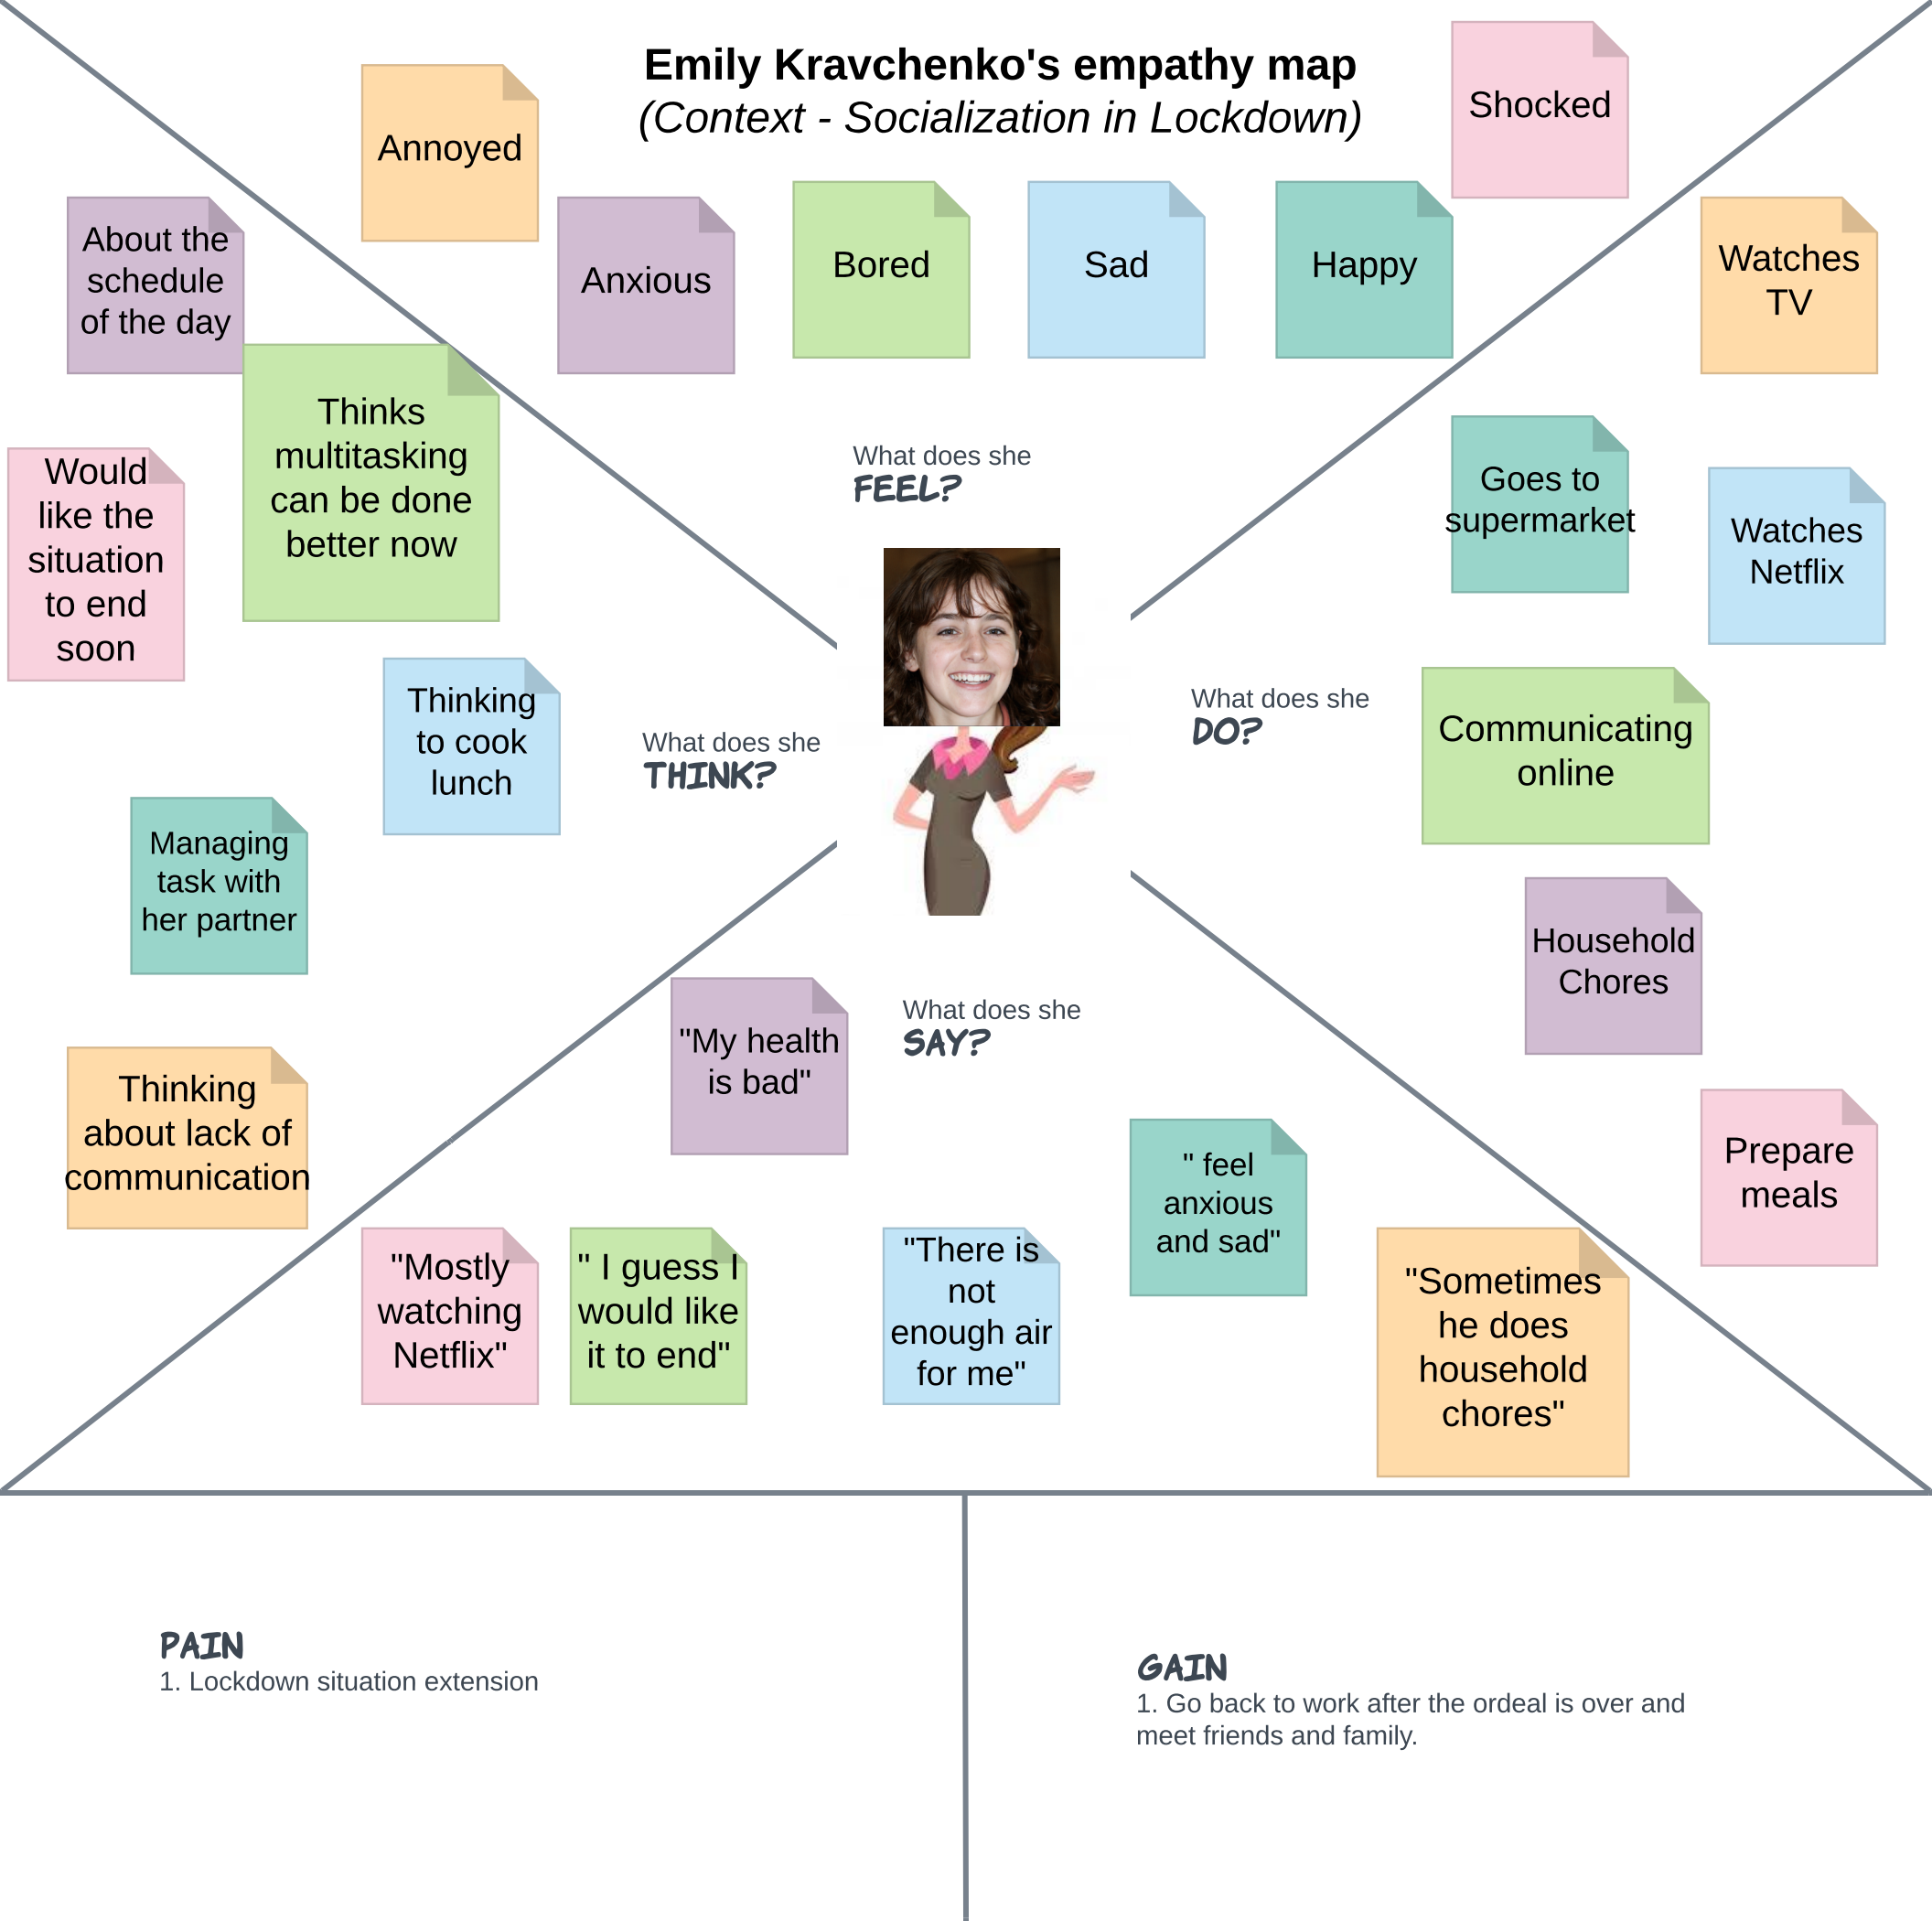 Emily Kravchenko's empathy map
(Context - Socialization in Lockdown)
Shocked
Annoyed
Anxious
Bored
Sad
Happy
What does she
FEEL?
About the
schedule
of the day
Thinks
multitasking
can be done
better now
Would
like the
situation
to end
soon
Thinking
to cook
lunch
What does she
THINK?
Managing
task with
her partner
Thinking
about lack of
communication
Watches
TV
Goes to
supermarket
Watches
Netflix
What does she
DO?
Communicating
online
Household
Chores
Prepare
meals
"My health
is bad"
What does she
SAY?
"Mostly
watching
Netflix"
" I guess I
would like
it to end"
"There is
not
enough air
for me"
" feel
anxious
and sad"
"Sometimes
he does
household
chores"
PAIN
1. Lockdown situation extension
GAIN
1. Go back to work after the ordeal is over and
meet friends and family.